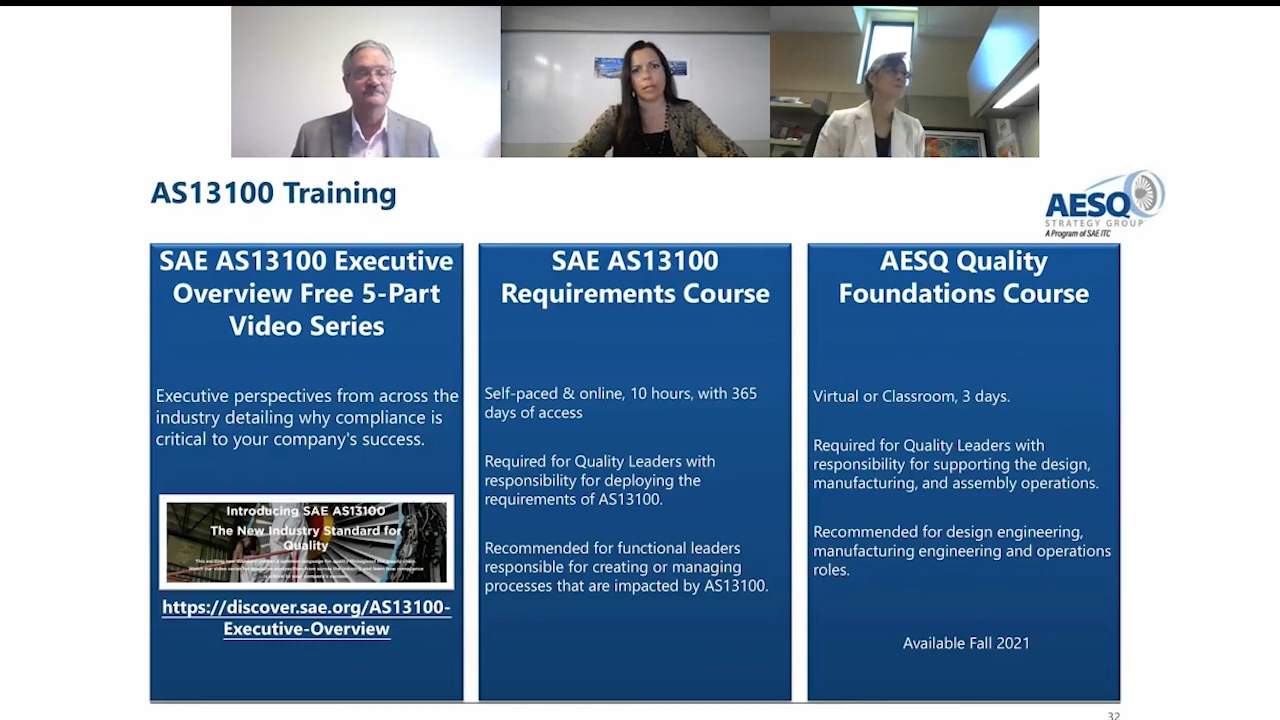 AS13100 Training
AESQ
STRATEGY GROUP
A Program of SAE ITC
SAE AS13100 Executive
Overview Free 5-Part
Video Series
Executive perspectives from across the
industry detailing why compliance is
critical to your company's success.
Introducing SAE AS13100
The New Industry Standard for
Quality
https://discover.sae.org/AS13100-
Executive-Overview
SAE AS13100
Requirements Course
Self-paced & online, 10 hours, with 365
days of access
Required for Quality Leaders with
responsibility for deploying the
requirements of AS13100.
Recommended for functional leaders
responsible for creating or managing
processes that are impacted by AS13100.
AESQ Quality
Foundations Course
Virtual or Classroom, 3 days.
Required for Quality Leaders with
responsibility for supporting the design,
manufacturing, and assembly operations.
Recommended for design engineering,
manufacturing engineering and operations
roles.
Available Fall 2021
32